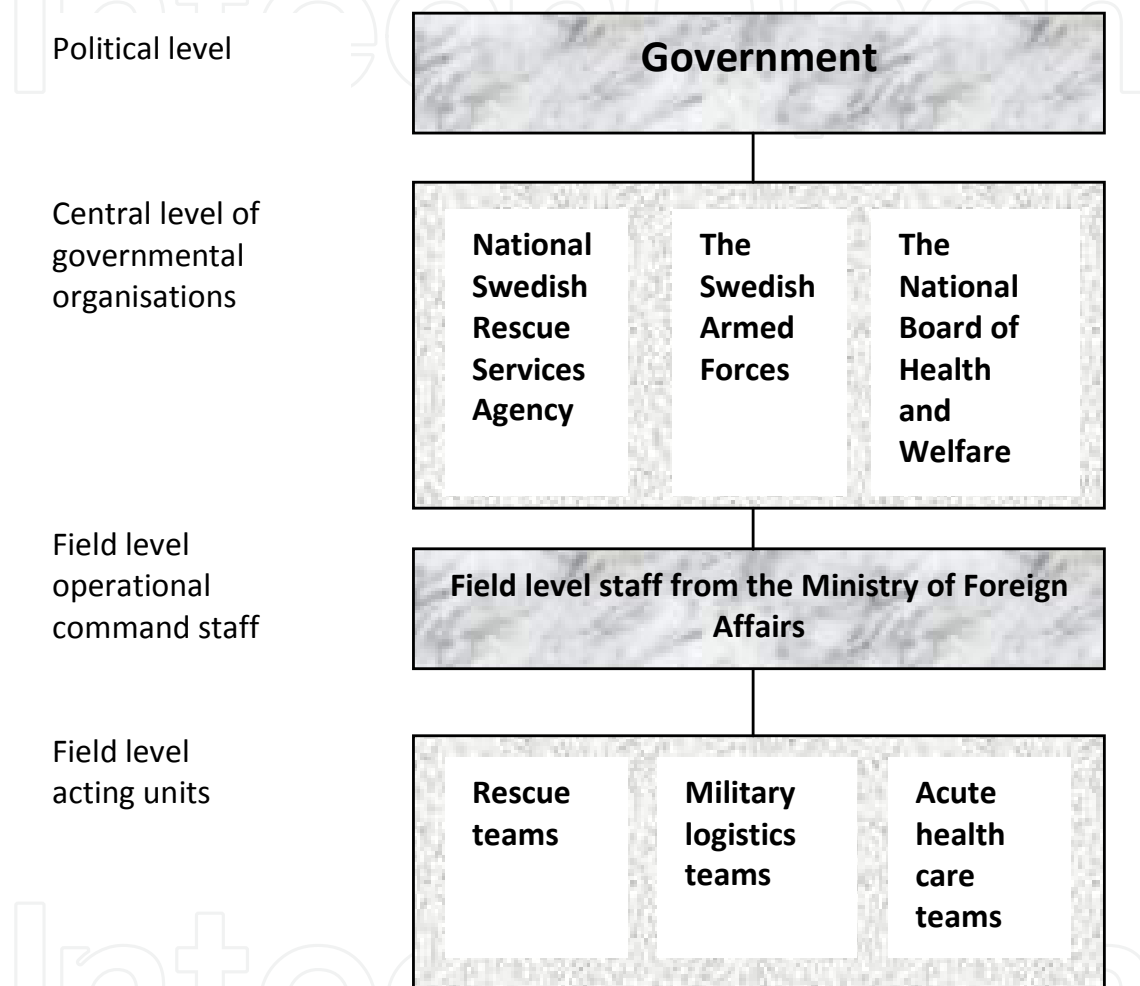 Political level
Government
Central level of
governmental
organisations
National
Swedish
Rescue
Services
Agency
The
Swedish
Armed
Forces
The
National
Board of
Health
and
Welfare
Field level
operational
command staff
Field level staff from the Ministry of Foreign
Affairs
Field level
acting units
Rescue
teams
Military
logistics
teams
Acute
health
care
teams